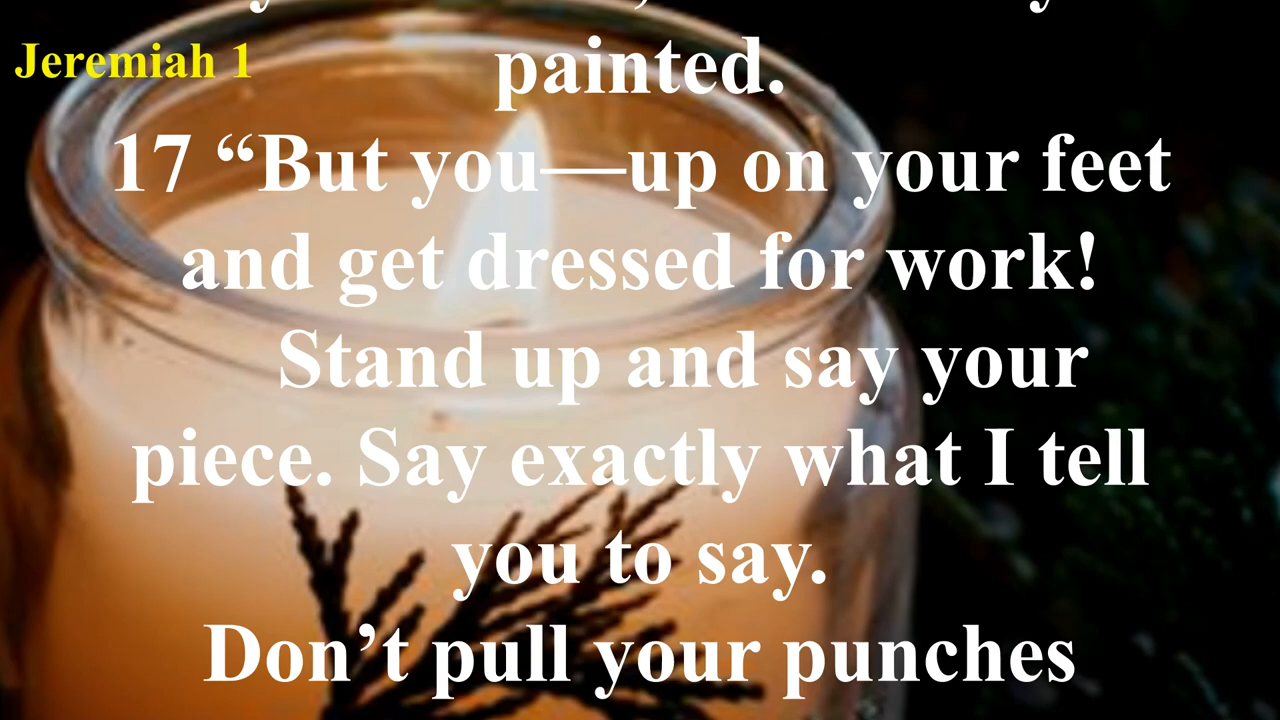 Jeremiah 1
painted.
17 “But you—up on your feet
and get dressed for work!
Stand up and say your
piece. Say exactly what I tell
you to say.
Don’t pull your punches